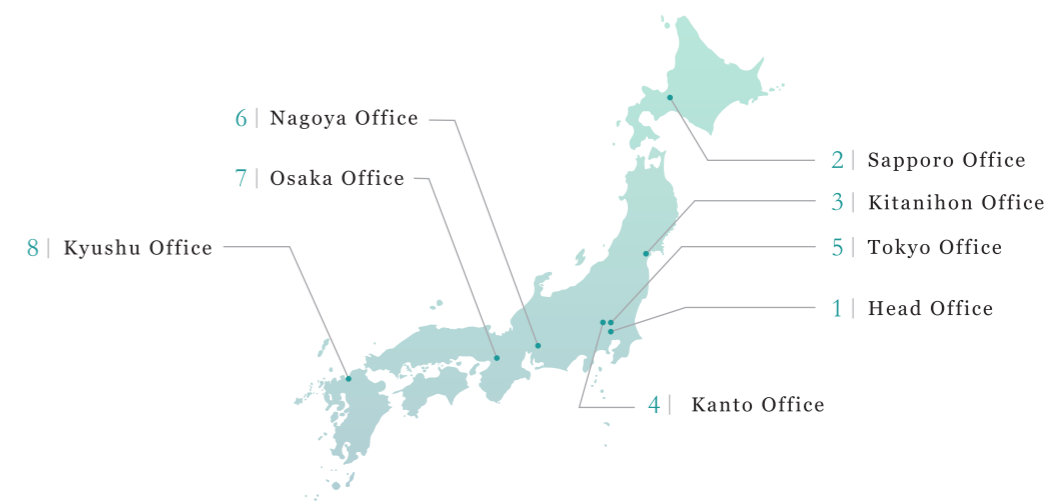 6 | Nagoya Office
7 | Osaka Office
8 | Kyushu Office
2 | Sapporo Office
3 | Kitanihon Office
5 | Tokyo Office
1 | Head Office
4 | Kanto Office